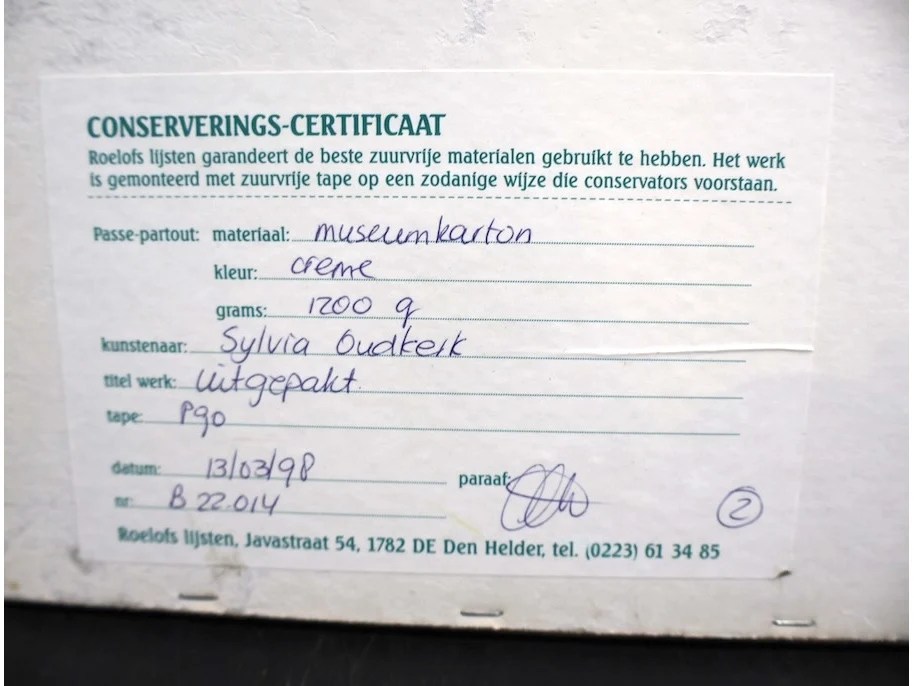 CONSERVERINGS-CERTIFICAAT
Roelofs lijsten garandeert de beste zuurvrije materialen gebruikt te hebben. Het werk
is gemonteerd met zuurvrije tape op een zodanige wijze die conservators voorstaan.
Passe-partout: materiaal: museumkarton
kleur: creme
grams: 1200 g
kunstenaar: Sylvia Oudkerk
titel werk: Uitgepakt
tape: P90
datum: 13/03/98 paraaf:
nr: B 22.014 2
Roelofs lijsten, Javastraat 54, 1782 DE Den Helder, tel. (0223) 61 34 85